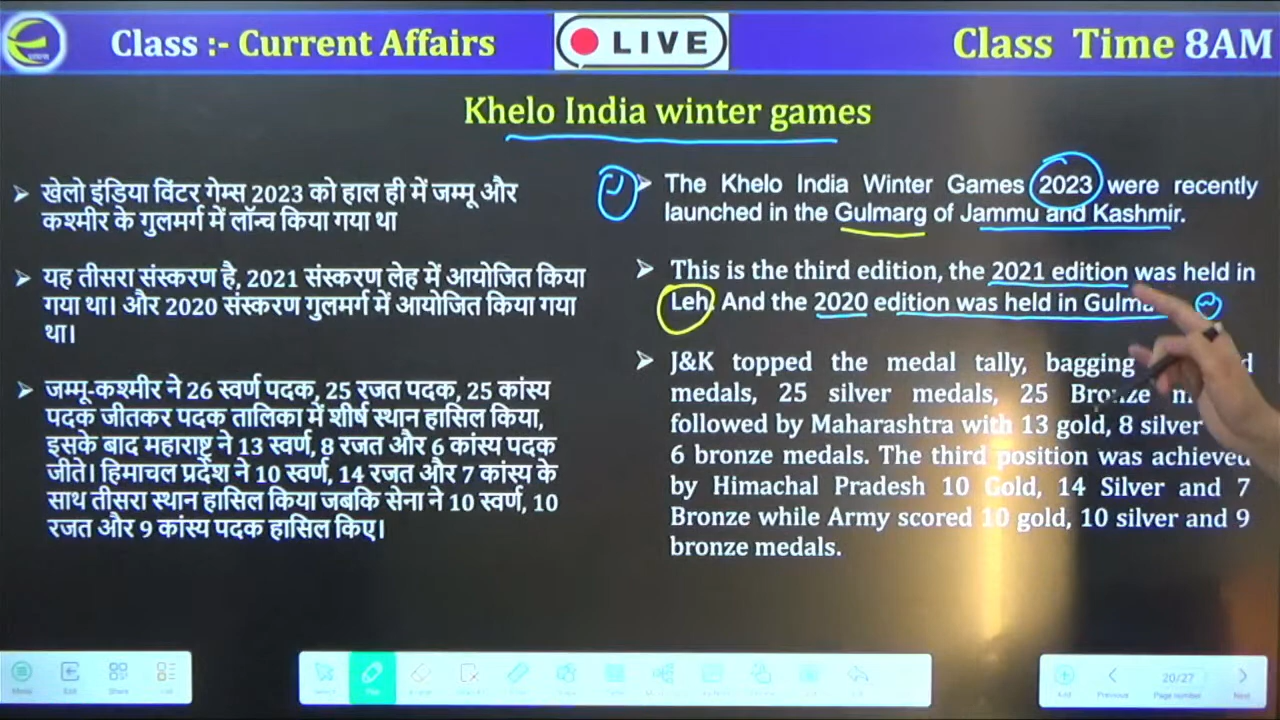 Class :- Current Affairs
LIVE
Class Time 8AM
Khelo India winter games
खेलो इंडिया विंटर गेम्स 2023 को हाल ही में जम्मू और
कश्मीर के गुलमर्ग में लॉन्च किया गया था
यह तीसरा संस्करण है, 2021 संस्करण लेह में आयोजित किया
गया था। और 2020 संस्करण गुलमर्ग में आयोजित किया गया
था।
जम्मू-कश्मीर ने 26 स्वर्ण पदक, 25 रजत पदक, 25 कांस्य
पदक जीतकर पदक तालिका में शीर्ष स्थान हासिल किया,
इसके बाद महाराष्ट्र ने 13 स्वर्ण, 8 रजत और 6 कांस्य पदक
जीते। हिमाचल प्रदेश ने 10 स्वर्ण, 14 रजत और 7 कांस्य के
साथ तीसरा स्थान हासिल किया जबकि सेना ने 10 स्वर्ण, 10
रजत और 9 कांस्य पदक हासिल किए।
The Khelo India Winter Games 2023 were recently
launched in the Gulmarg of Jammu and Kashmir.
This is the third edition, the 2021 edition was held in
Leh. And the 2020 edition was held in Gulma
J&K topped the medal tally, bagging
medals, 25 silver medals, 25 Bronze
followed by Maharashtra with 13 gold, 8 silver
6 bronze medals. The third position was achieved
by Himachal Pradesh 10 Gold, 14 Silver and 7
Bronze while Army scored 10 gold, 10 silver and 9
bronze medals.
Menu
Exit
Share
20/27
Add
Previous
Page number
Next